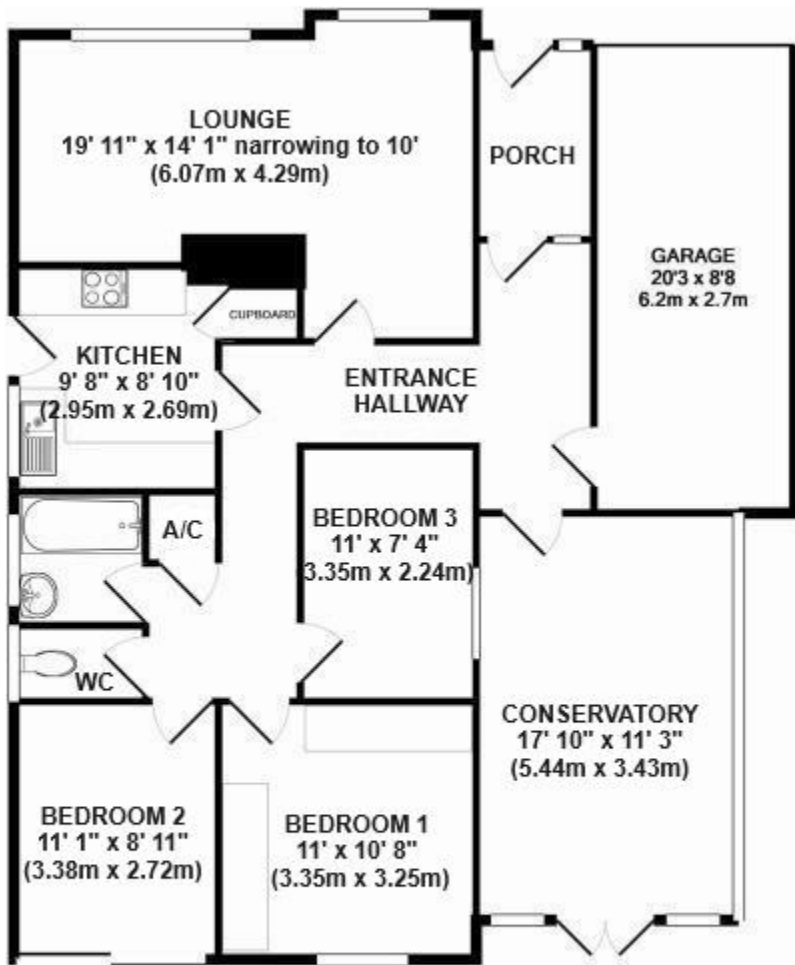 LOUNGE
19' 11" x 14' 1" narrowing to 10'
(6.07m x 4.29m)
PORCH
GARAGE
20'3 x 8'8
6.2m x 2.7m
CUPBOARD
KITCHEN
9' 8" x 8' 10"
(2.95m x 2.69m)
ENTRANCE
HALLWAY
A/C
BEDROOM 3
11' x 7' 4"
(3.35m x 2.24m)
WC
CONSERVATORY
17' 10" x 11' 3"
(5.44m x 3.43m)
BEDROOM 2
11' 1" x 8' 11"
(3.38m x 2.72m)
BEDROOM 1
11' x 10' 8"
(3.35m x 3.25m)